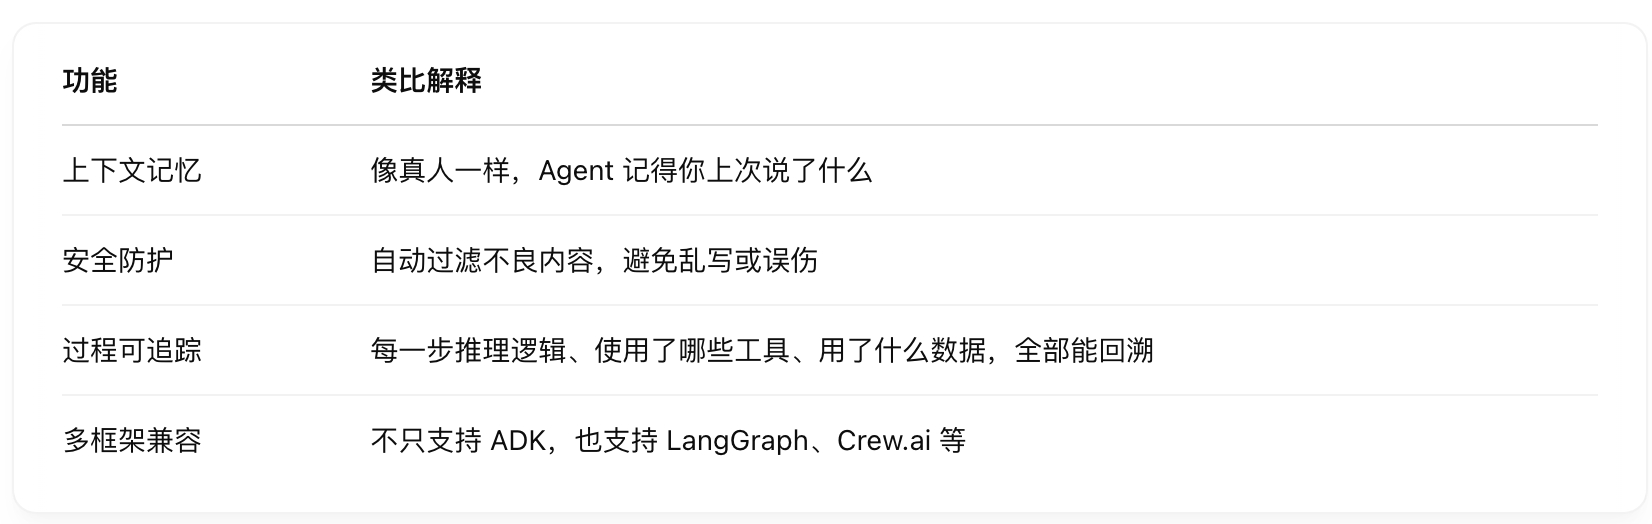 功能 类比解释
上下文记忆 像真人一样，Agent 记得你上次说了什么
安全防护 自动过滤不良内容，避免乱写或误伤
过程可追踪 每一步推理逻辑、使用了哪些工具、用了什么数据，全部能回溯
多框架兼容 不只支持 ADK，也支持 LangGraph、Crew.ai 等